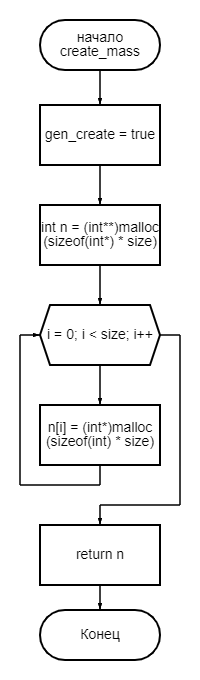 начало
create_mass
gen_create = true
int n = (int**)malloc
(sizeof(int*) * size)
i = 0; i < size; i++
n[i] = (int*)malloc
(sizeof(int) * size)
return n
Конец